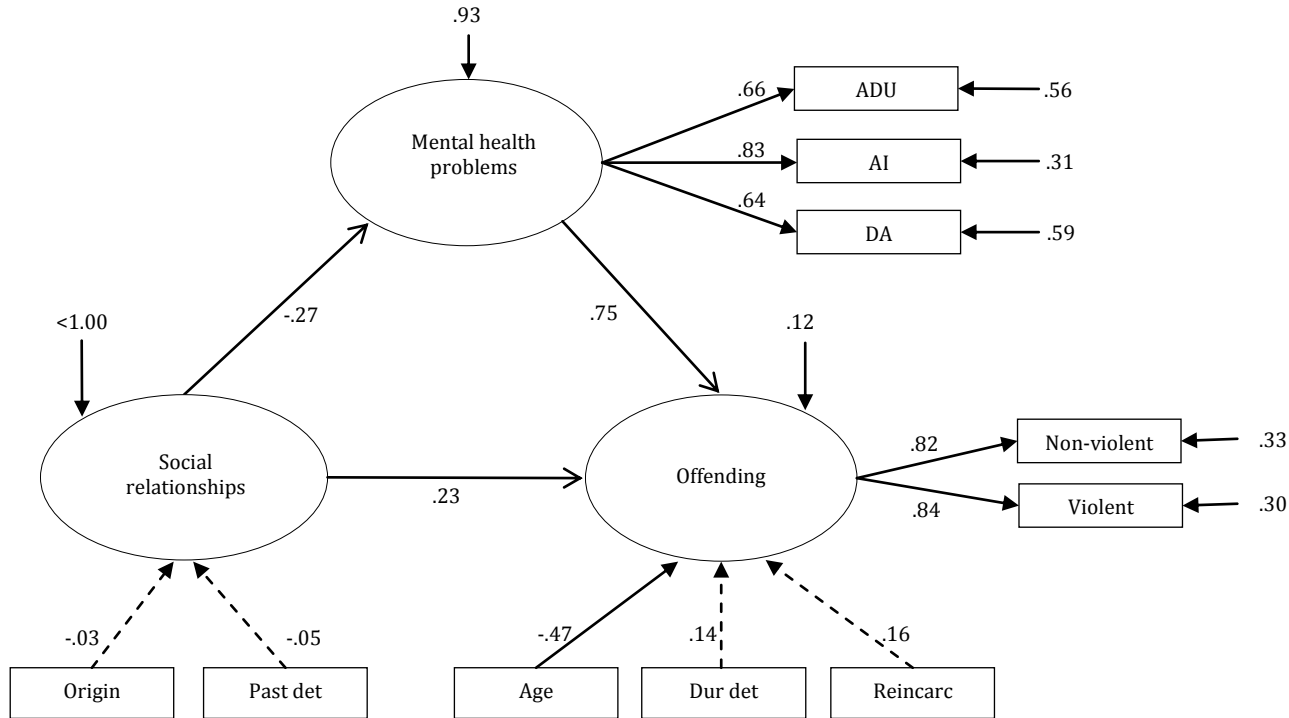 .93
.66
ADU
.56
Mental health
problems
.83
AI
.31
.64
DA
.59
<1.00
-.27
.75
.12
Social
relationships
.23
Offending
.82
Non-violent
.33
.84
Violent
.30
-.03
-.05
-.47
.14
.16
Origin
Past det
Age
Dur det
Reincarc